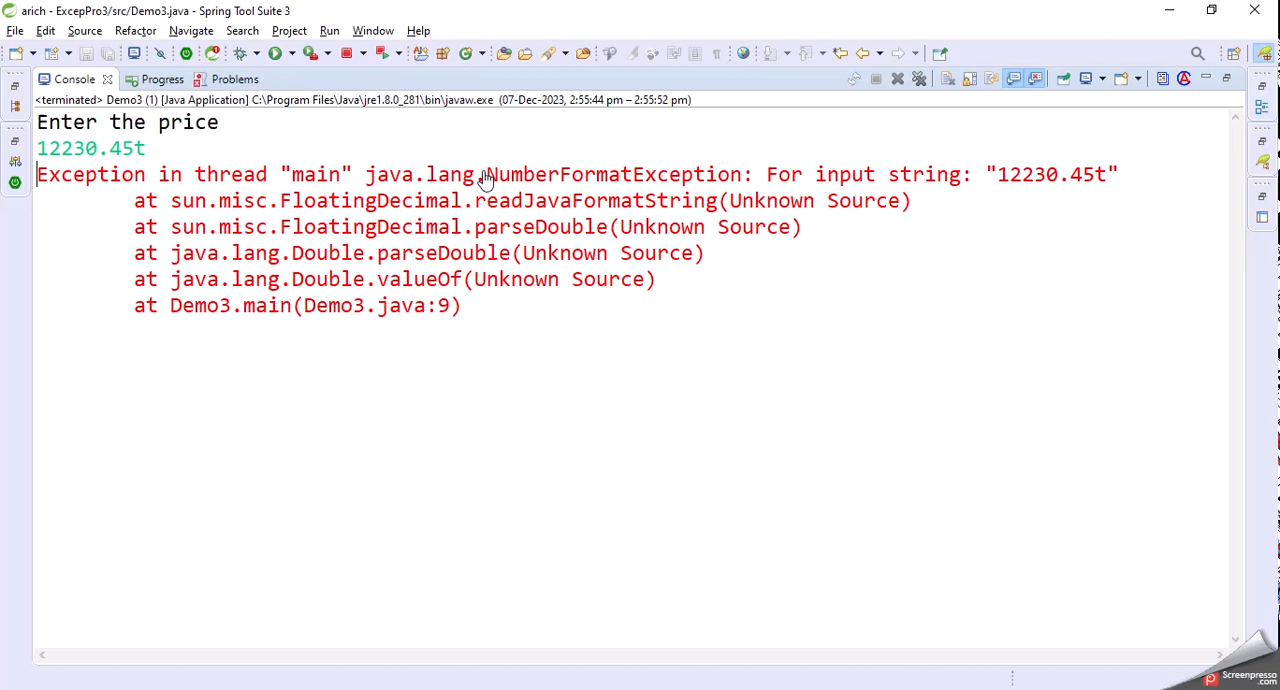 arich - ExcepPro3/src/Demo3.java - Spring Tool Suite 3
File Edit Source Refactor Navigate Search Project Run Window Help
Console Progress Problems
<terminated> Demo3 (1) [Java Application] C:\Program Files\Java\jre1.8.0_281\bin\javaw.exe (07-Dec-2023, 2:55:44 pm – 2:55:52 pm)
Enter the price
12230.45t
Exception in thread "main" java.lang.NumberFormatException: For input string: "12230.45t"
at sun.misc.FloatingDecimal.readJavaFormatString(Unknown Source)
at sun.misc.FloatingDecimal.parseDouble(Unknown Source)
at java.lang.Double.parseDouble(Unknown Source)
at java.lang.Double.valueOf(Unknown Source)
at Demo3.main(Demo3.java:9)
Screenpresso
.com